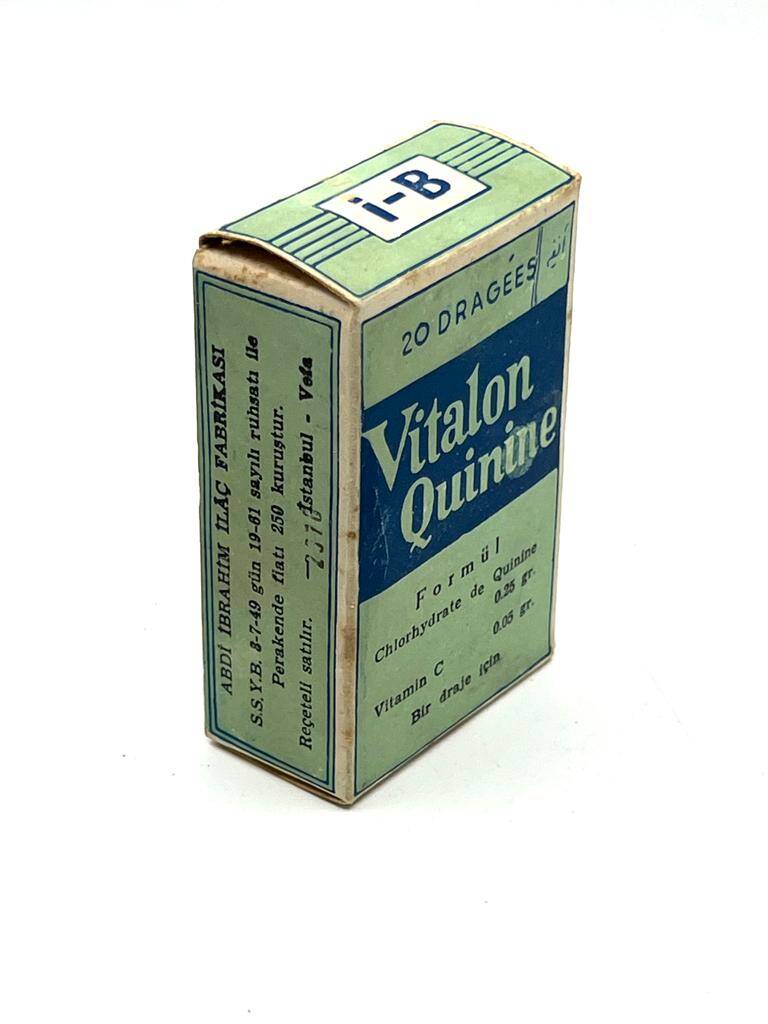 i-B
20 DRAGÉES
Vitalon
Quinine
Formül
Chlorhydrate de Quinine
0.25 gr.
Vitamin C 0.05 gr.
Bir draje için
ABDİ İBRAHİM İLÂÇ FABRİKASI
S.S.Y.B. 8-7-49 gün 19-61 sayılı ruhsatı ile
Perakende fiatı 250 kuruştur.
Reçeteli satılır. İstanbul - Vefa